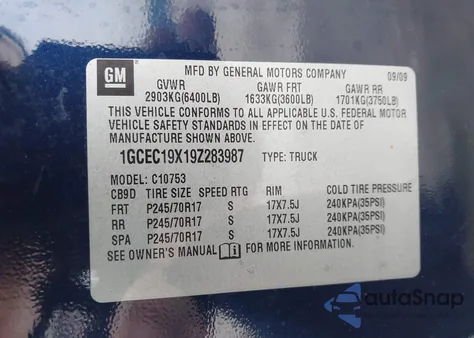 GM
MFD BY GENERAL MOTORS COMPANY 09/09
GVWR GAWR FRT GAWR RR
2903KG(6400LB) 1633KG(3600LB) 1701KG(3750LB)
THIS VEHICLE CONFORMS TO ALL APPLICABLE U.S. FEDERAL MOTOR
VEHICLE SAFETY STANDARDS IN EFFECT ON THE DATE OF
MANUFACTURE SHOWN ABOVE.
1GCEC19X19Z283987 TYPE: TRUCK
MODEL: C10753
CB9D TIRE SIZE SPEED RTG RIM COLD TIRE PRESSURE
FRT P245/70R17 S 17X7.5J 240KPA(35PSI)
RR P245/70R17 S 17X7.5J 240KPA(35PSI)
SPA P245/70R17 S 17X7.5J 240KPA(35PSI)
SEE OWNER'S MANUAL FOR MORE INFORMATION.
autaSnap